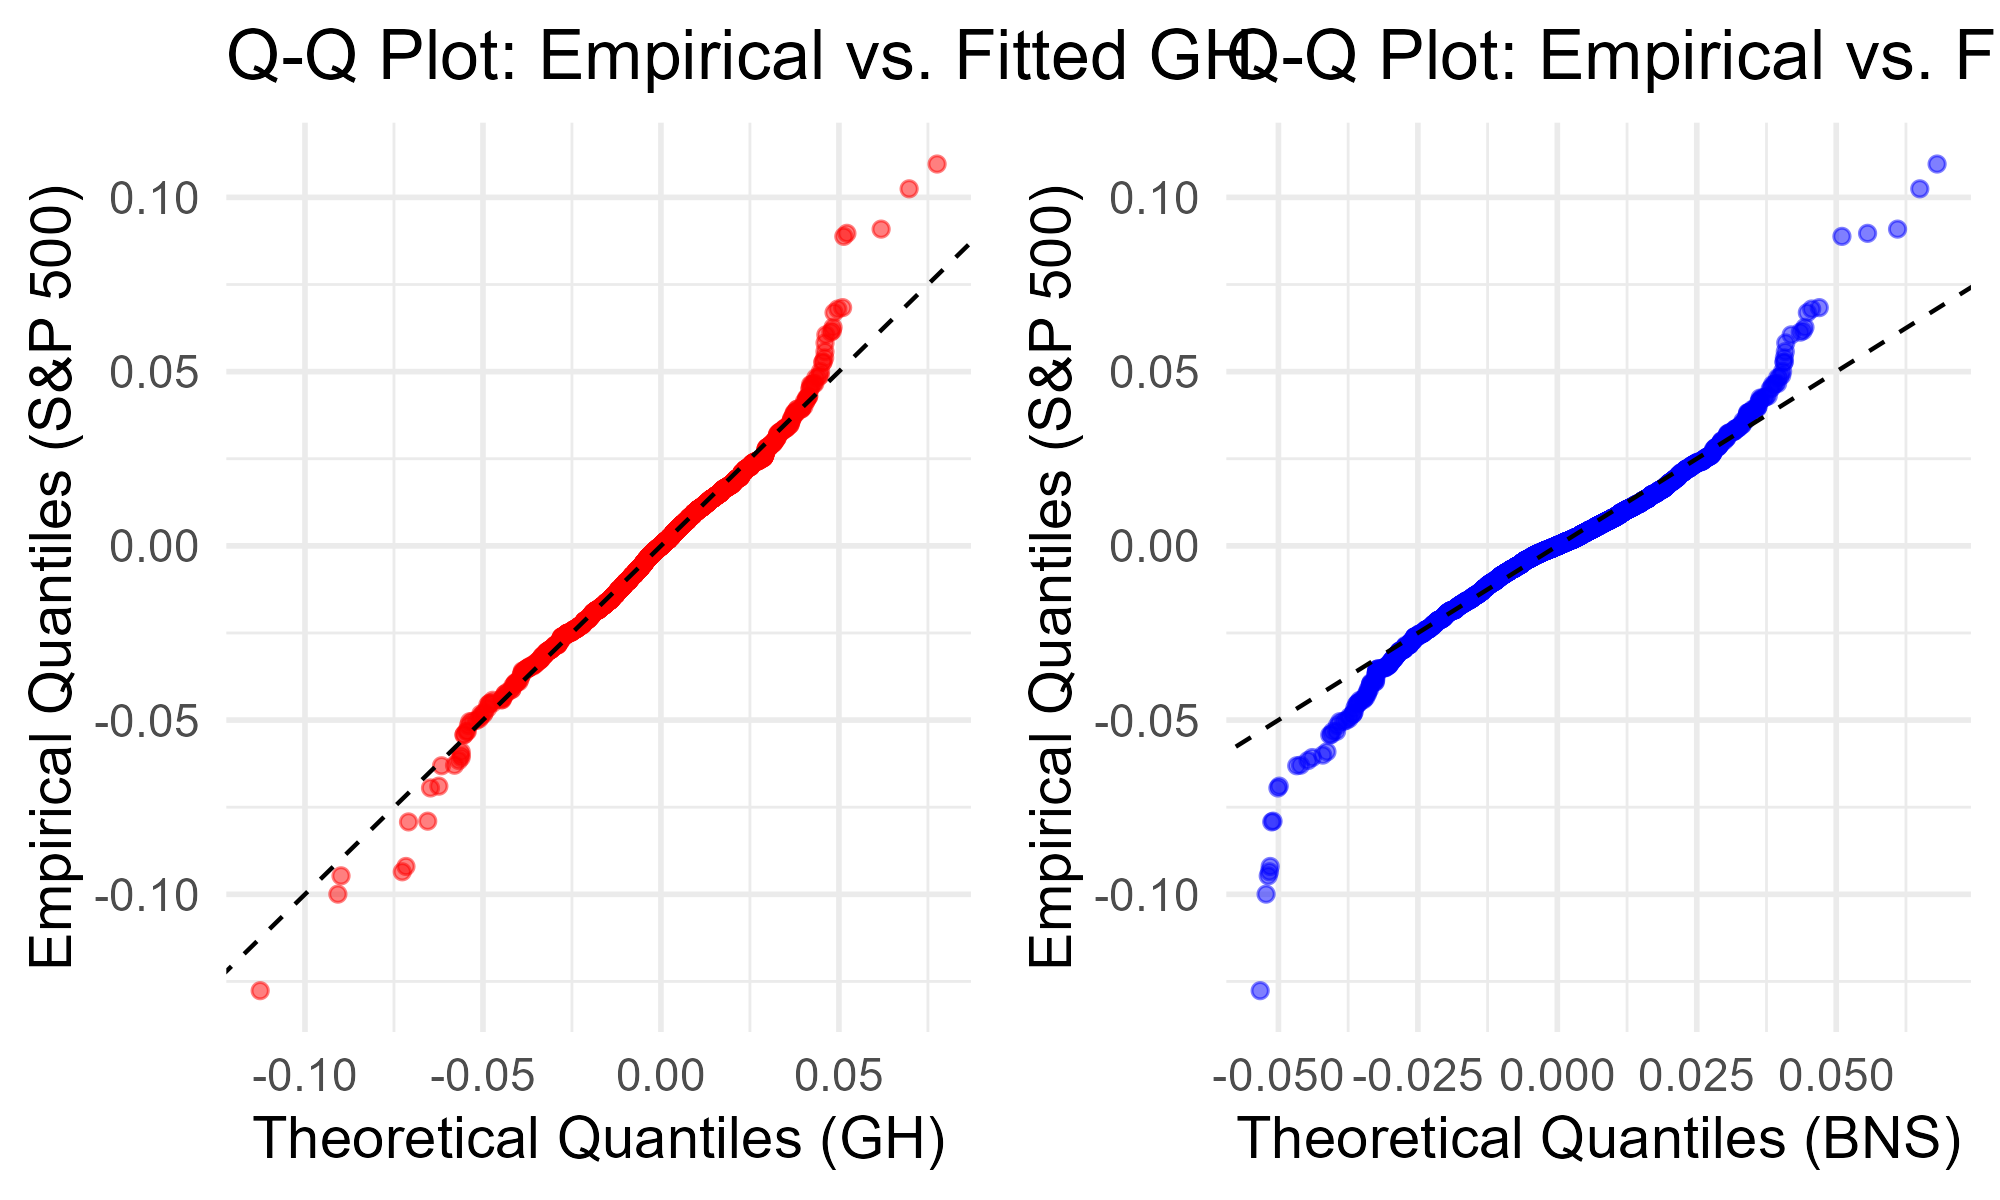 Q-Q Plot: Empirical vs. Fitted GH
Empirical Quantiles (S&P 500)
0.10
0.05
0.00
-0.05
-0.10
-0.10 -0.05 0.00 0.05
Theoretical Quantiles (GH)
Q-Q Plot: Empirical vs. F
Empirical Quantiles (S&P 500)
0.10
0.05
0.00
-0.05
-0.10
-0.050 -0.025 0.000 0.025 0.050
Theoretical Quantiles (BNS)